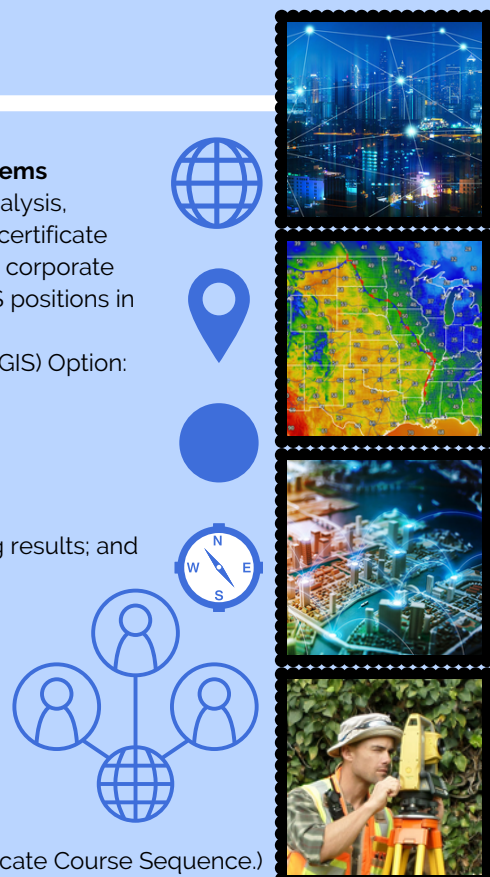 ems
alysis,
certificate
corporate
S positions in
GIS) Option:
g results; and
N
W E
S
cate Course Sequence.)